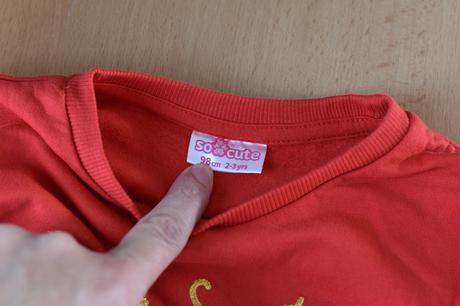 so cute
98cm 2-3yrs